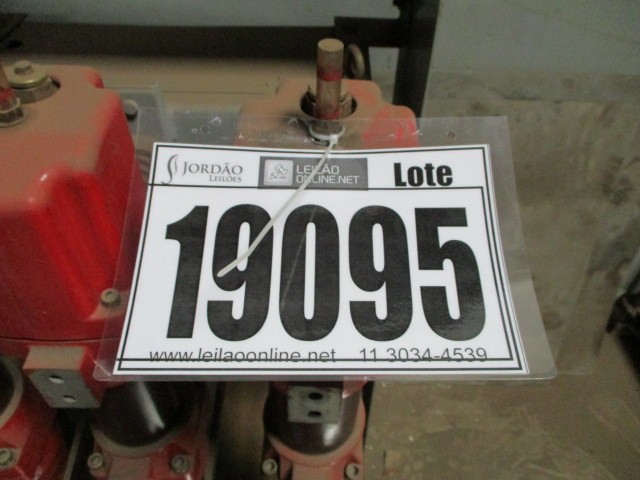 JORDÃO LEILÕES LEILÃO ONLINE.NET Lote
19095
www.leilaoonline.net 11 3034-4539